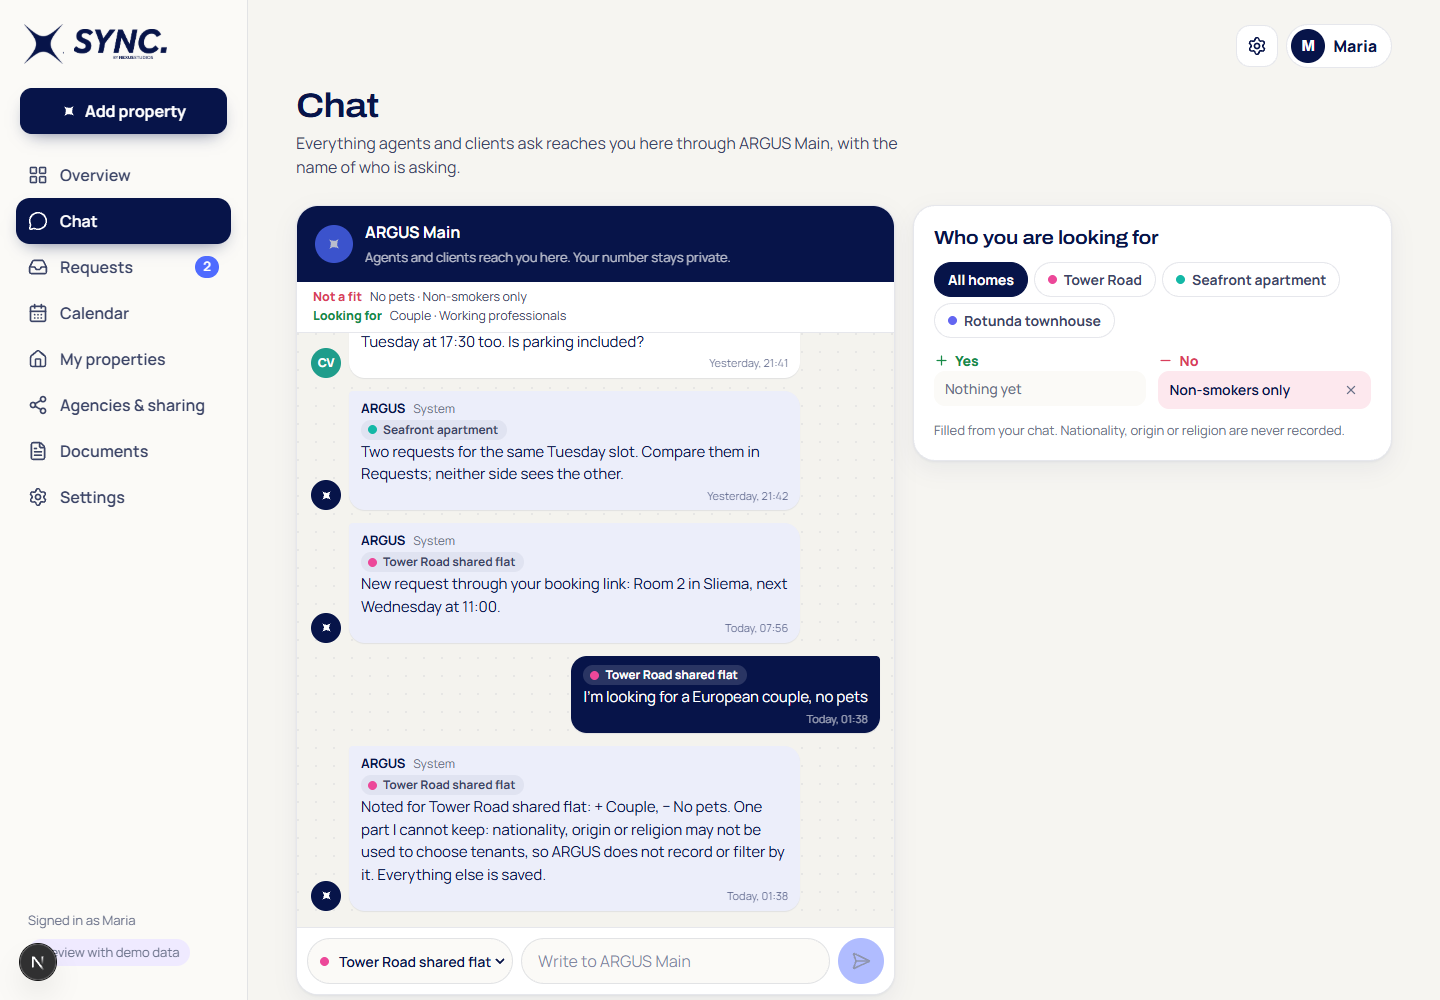 SYNC.
BY NEXUS STUDIOS
Add property
Overview
Chat
Requests
2
Calendar
My properties
Agencies & sharing
Documents
Settings
Signed in as Maria
eview with demo data
N
M
Maria
Chat
Everything agents and clients ask reaches you here through ARGUS Main, with the
name of who is asking.
ARGUS Main
Agents and clients reach you here. Your number stays private.
Not a fit No pets · Non-smokers only
Looking for Couple · Working professionals
Tuesday at 17:30 too. Is parking included?
CV
Yesterday, 21:41
ARGUS System
Seafront apartment
Two requests for the same Tuesday slot. Compare them in
Requests; neither side sees the other.
Yesterday, 21:42
ARGUS System
Tower Road shared flat
New request through your booking link: Room 2 in Sliema, next
Wednesday at 11:00.
Today, 07:56
Tower Road shared flat
I'm looking for a European couple, no pets
Today, 01:38
ARGUS System
Tower Road shared flat
Noted for Tower Road shared flat: + Couple, − No pets. One
part I cannot keep: nationality, origin or religion may not be
used to choose tenants, so ARGUS does not record or filter by
it. Everything else is saved.
Today, 01:38
Tower Road shared flat
Write to ARGUS Main
Who you are looking for
All homes
Tower Road
Seafront apartment
Rotunda townhouse
+ Yes
− No
Nothing yet
Non-smokers only ×
Filled from your chat. Nationality, origin or religion are never recorded.